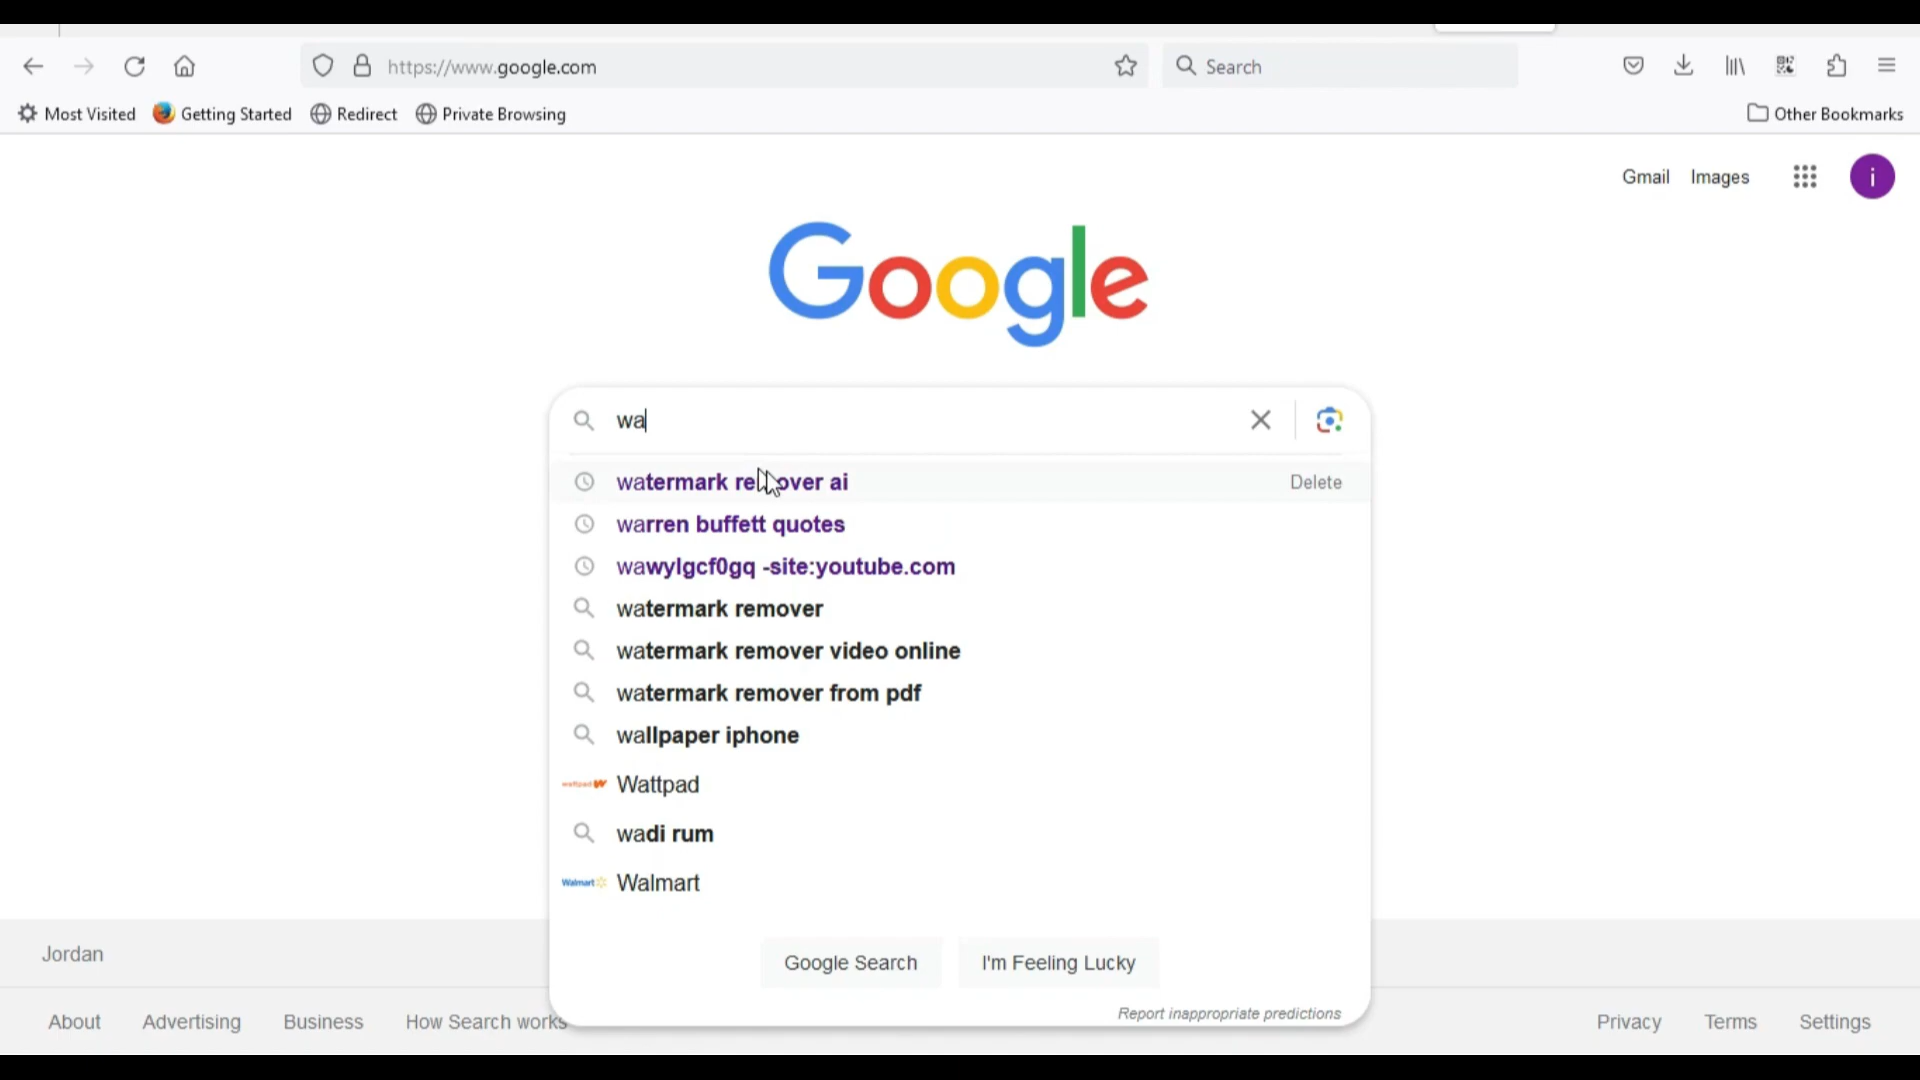 https://www.google.com
Search
Most Visited
Getting Started
Redirect
Private Browsing
Other Bookmarks
Gmail
Images
i
Google
wa
watermark remover ai
Delete
warren buffett quotes
wawylgcf0gq -site:youtube.com
watermark remover
watermark remover video online
watermark remover from pdf
wallpaper iphone
wattpad Wattpad
wadi rum
Walmart Walmart
Google Search
I'm Feeling Lucky
Report inappropriate predictions
Jordan
About
Advertising
Business
How Search works
Privacy
Terms
Settings